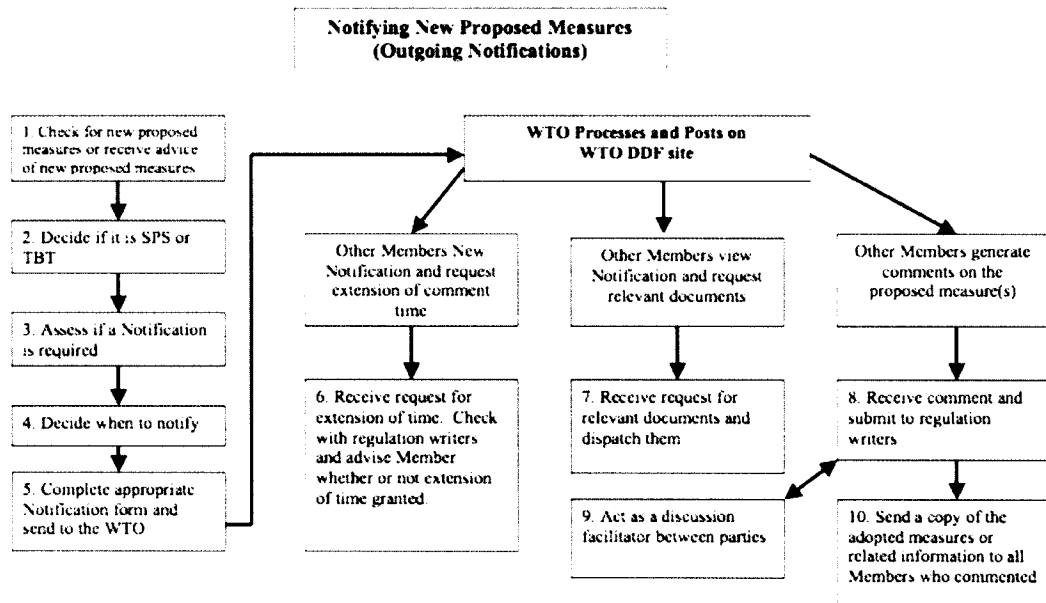 Notifying New Proposed Measures
(Outgoing Notifications)
1. Check for new proposed
measures or receive advice
of new proposed measures
2. Decide if it is SPS or
TBT
3. Assess if a Notification
is required
4. Decide when to notify
5. Complete appropriate
Notification form and
send to the WTO
WTO Processes and Posts on
WTO DDF site
Other Members New
Notification and request
extension of comment
time
6. Receive request for
extension of time. Check
with regulation writers
and advise Member
whether or not extension
of time granted.
Other Members view
Notification and request
relevant documents
7. Receive request for
relevant documents and
dispatch them
Other Members generate
comments on the
proposed measure(s)
8. Receive comment and
submit to regulation
writers
9. Act as a discussion
facilitator between parties
10. Send a copy of the
adopted measures or
related information to all
Members who commented